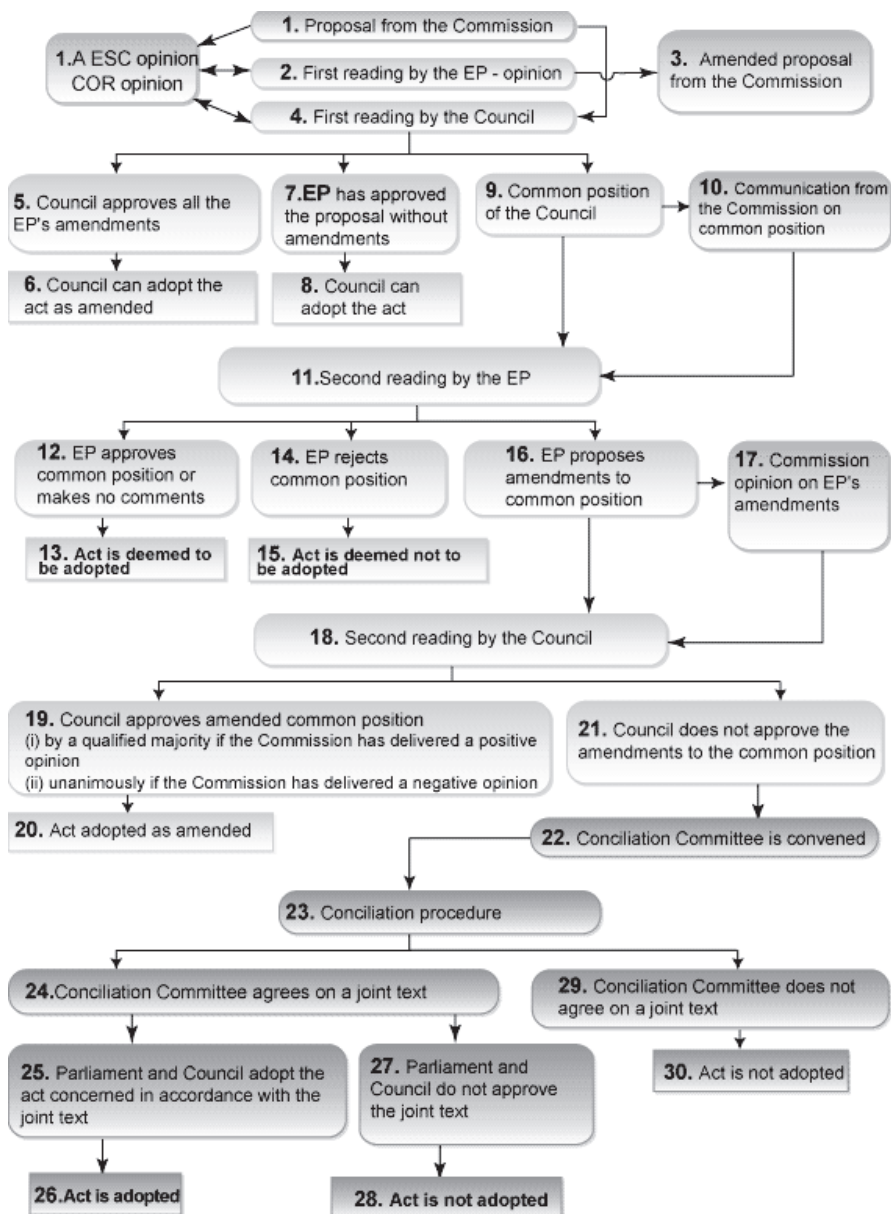 1. Proposal from the Commission
1.A ESC opinion
COR opinion
2. First reading by the EP - opinion
3. Amended proposal
from the Commission
4. First reading by the Council
5. Council approves all the
EP's amendments
6. Council can adopt the
act as amended
7.EP has approved
the proposal without
amendments
8. Council can
adopt the act
9. Common position
of the Council
10. Communication from
the Commission on
common position
11.Second reading by the EP
12. EP approves
common position or
makes no comments
13. Act is deemed to
be adopted
14. EP rejects
common position
15. Act is deemed not to
be adopted
16. EP proposes
amendments to
common position
17. Commission
opinion on EP's
amendments
18. Second reading by the Council
19. Council approves amended common position
(i) by a qualified majority if the Commission has delivered a positive
opinion
(ii) unanimously if the Commission has delivered a negative opinion
20. Act adopted as amended
21. Council does not approve the
amendments to the common position
22. Conciliation Committee is convened
23. Conciliation procedure
24.Conciliation Committee agrees on a joint text
25. Parliament and Council adopt the
act concerned in accordance with the
joint text
26.Act is adopted
27. Parliament and
Council do not approve
the joint text
28. Act is not adopted
29. Conciliation Committee does not
agree on a joint text
30. Act is not adopted